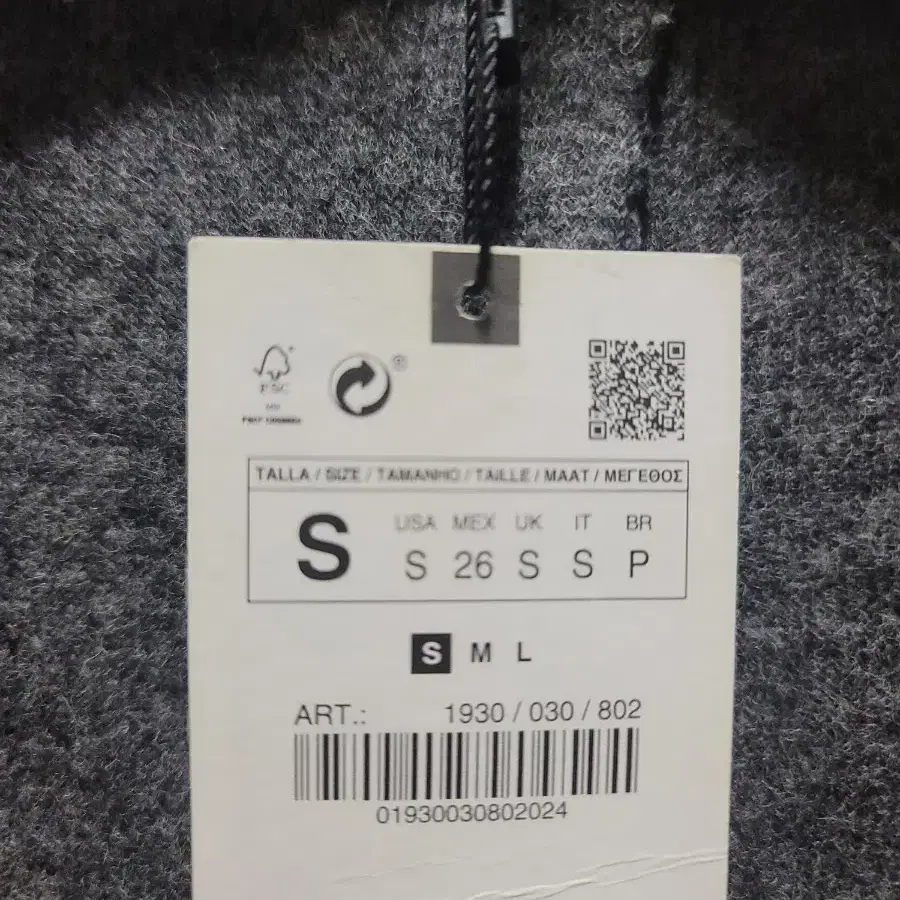 ®
FSC
TALLA / SIZE / TAMANHO / TAILLE / MAAT / ΜΕΓΕΘΟΣ
S
USA MEX UK IT BR
S 26 S S P
S M L
ART.: 1930 / 030 / 802
01930030802024